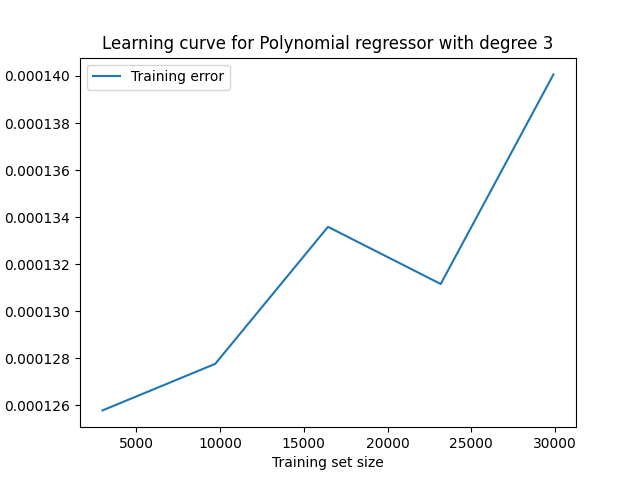 Learning curve for Polynomial regressor with degree 3
Training error
0.000140
0.000138
0.000136
0.000134
0.000132
0.000130
0.000128
0.000126
5000 10000 15000 20000 25000 30000
Training set size